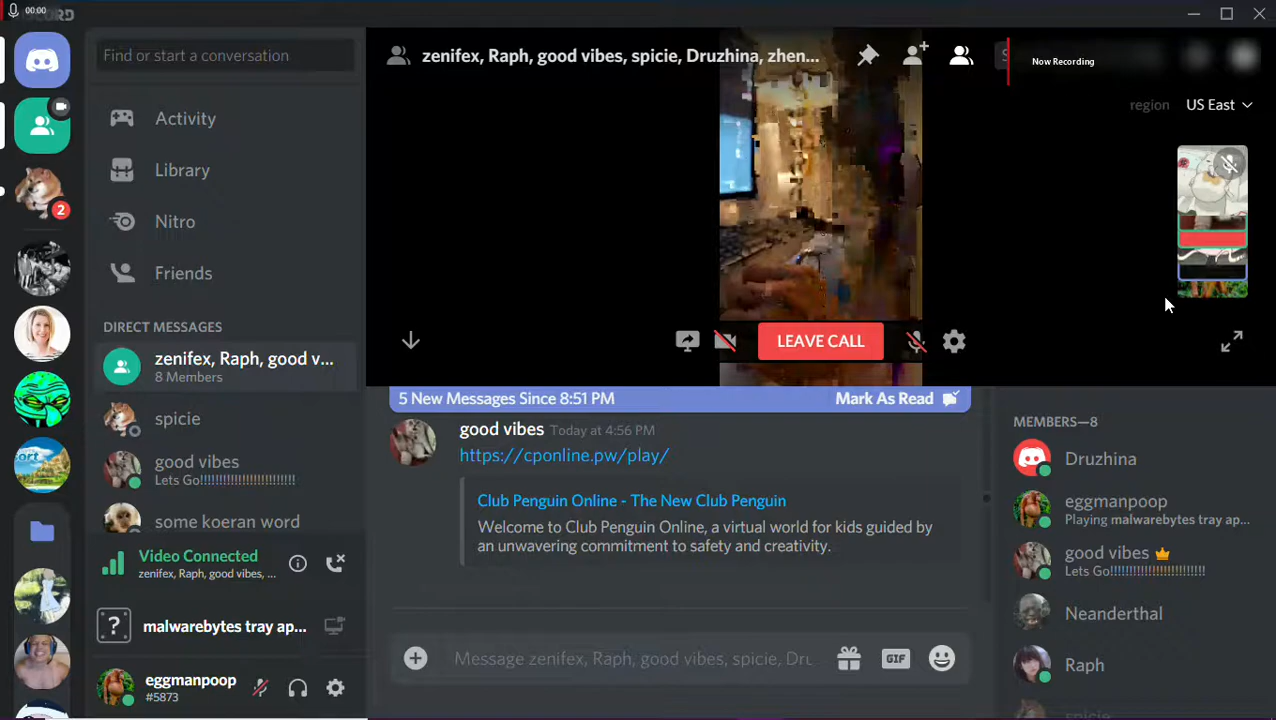 00:00
Find or start a conversation
Activity
Library
Nitro
Friends
DIRECT MESSAGES
zenifex, Raph, good v...
8 Members
spicie
good vibes
Lets Go!!!!!!!!!!!!!!!!!!!!!!!!!
some koeran word
Video Connected
zenifex, Raph, good vibes, ...
?
malwarebytes tray ap...
eggmanpoop
#5873
2
zenifex, Raph, good vibes, spicie, Druzhina, zhen...
Now Recording
region US East
LEAVE CALL
5 New Messages Since 8:51 PM Mark As Read
good vibes Today at 4:56 PM
https://cponline.pw/play/
Club Penguin Online - The New Club Penguin
Welcome to Club Penguin Online, a virtual world for kids guided by
an unwavering commitment to safety and creativity.
Message zenifex, Raph, good vibes, spicie, Dru
GIF
MEMBERS—8
Druzhina
eggmanpoop
Playing malwarebytes tray ap...
good vibes
Lets Go!!!!!!!!!!!!!!!!!!!!!!!!!
Neanderthal
Raph
spicie